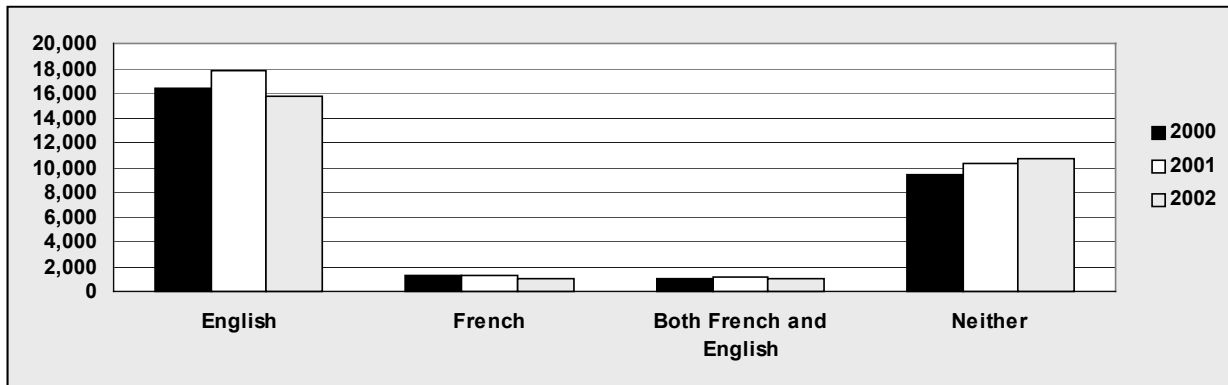 20,000
18,000
16,000
14,000
12,000
10,000
8,000
6,000
4,000
2,000
0
English
French
Both French and
English
Neither
2000
2001
2002